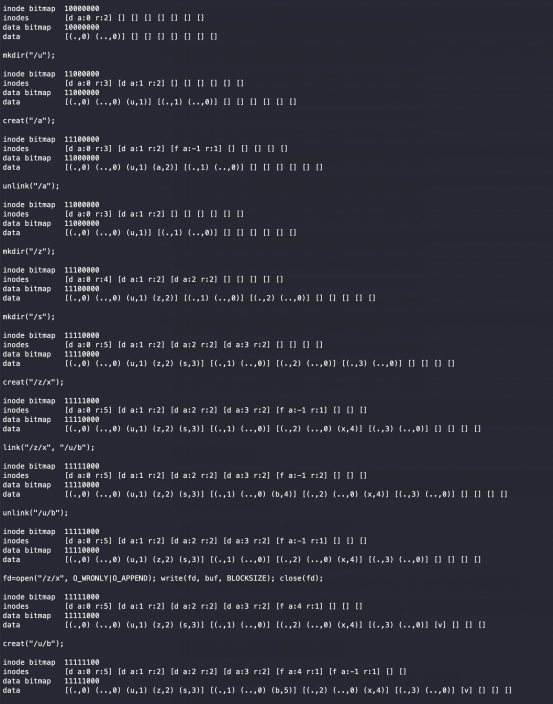 inode bitmap  10000000
inodes        [d a:0 r:2] [] [] [] [] [] [] []
data bitmap   10000000
data          [(.,0) (..,0)] [] [] [] [] [] [] []
mkdir("/u");
inode bitmap  11000000
inodes        [d a:0 r:3] [d a:1 r:2] [] [] [] [] [] []
data bitmap   11000000
data          [(.,0) (..,0) (u,1)] [(.,1) (..,0)] [] [] [] [] [] []
creat("/a");
inode bitmap  11100000
inodes        [d a:0 r:3] [d a:1 r:2] [f a:-1 r:1] [] [] [] [] []
data bitmap   11000000
data          [(.,0) (..,0) (u,1) (a,2)] [(.,1) (..,0)] [] [] [] [] [] []
unlink("/a");
inode bitmap  11000000
inodes        [d a:0 r:3] [d a:1 r:2] [] [] [] [] [] []
data bitmap   11000000
data          [(.,0) (..,0) (u,1)] [(.,1) (..,0)] [] [] [] [] [] []
mkdir("/z");
inode bitmap  11100000
inodes        [d a:0 r:4] [d a:1 r:2] [d a:2 r:2] [] [] [] [] []
data bitmap   11100000
data          [(.,0) (..,0) (u,1) (z,2)] [(.,1) (..,0)] [(.,2) (..,0)] [] [] [] [] []
mkdir("/s");
inode bitmap  11110000
inodes        [d a:0 r:5] [d a:1 r:2] [d a:2 r:2] [d a:3 r:2] [] [] [] []
data bitmap   11110000
data          [(.,0) (..,0) (u,1) (z,2) (s,3)] [(.,1) (..,0)] [(.,2) (..,0)] [(.,3) (..,0)] [] [] [] []
creat("/z/x");
inode bitmap  11111000
inodes        [d a:0 r:5] [d a:1 r:2] [d a:2 r:2] [d a:3 r:2] [f a:-1 r:1] [] [] []
data bitmap   11110000
data          [(.,0) (..,0) (u,1) (z,2) (s,3)] [(.,1) (..,0)] [(.,2) (..,0) (x,4)] [(.,3) (..,0)] [] [] [] []
link("/z/x", "/u/b");
inode bitmap  11111000
inodes        [d a:0 r:5] [d a:1 r:2] [d a:2 r:2] [d a:3 r:2] [f a:-1 r:2] [] [] []
data bitmap   11110000
data          [(.,0) (..,0) (u,1) (z,2) (s,3)] [(.,1) (..,0) (b,4)] [(.,2) (..,0) (x,4)] [(.,3) (..,0)] [] [] [] []
unlink("/u/b");
inode bitmap  11111000
inodes        [d a:0 r:5] [d a:1 r:2] [d a:2 r:2] [d a:3 r:2] [f a:-1 r:1] [] [] []
data bitmap   11110000
data          [(.,0) (..,0) (u,1) (z,2) (s,3)] [(.,1) (..,0)] [(.,2) (..,0) (x,4)] [(.,3) (..,0)] [] [] [] []
fd=open("/z/x", O_WRONLY|O_APPEND); write(fd, buf, BLOCKSIZE); close(fd);
inode bitmap  11111000
inodes        [d a:0 r:5] [d a:1 r:2] [d a:2 r:2] [d a:3 r:2] [f a:4 r:1] [] [] []
data bitmap   11111000
data          [(.,0) (..,0) (u,1) (z,2) (s,3)] [(.,1) (..,0)] [(.,2) (..,0) (x,4)] [(.,3) (..,0)] [v] [] [] []
creat("/u/b");
inode bitmap  11111100
inodes        [d a:0 r:5] [d a:1 r:2] [d a:2 r:2] [d a:3 r:2] [f a:4 r:1] [f a:-1 r:1] [] []
data bitmap   11111000
data          [(.,0) (..,0) (u,1) (z,2) (s,3)] [(.,1) (..,0) (b,5)] [(.,2) (..,0) (x,4)] [(.,3) (..,0)] [v] [] [] []